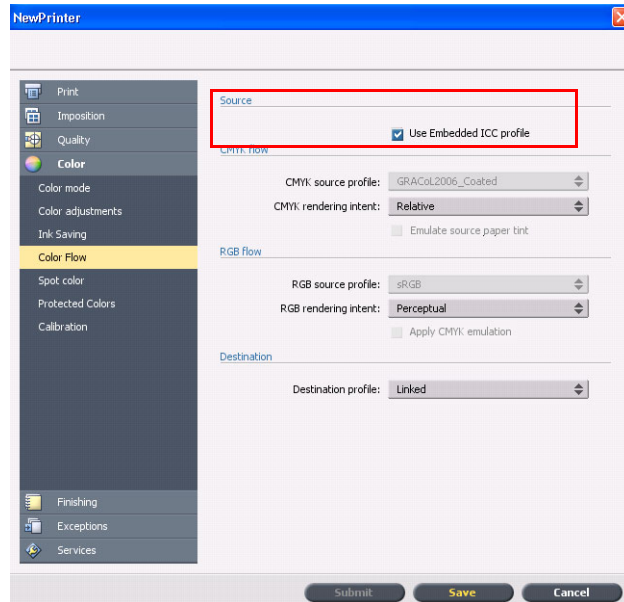 NewPrinter
Print
Imposition
Quality
Color
Color mode
Color adjustments
Ink Saving
Color Flow
Spot color
Protected Colors
Calibration
Finishing
Exceptions
Services
Source
Use Embedded ICC profile
CMYK flow
CMYK source profile: GRACoL2006_Coated
CMYK rendering intent: Relative
Emulate source paper tint
RGB flow
RGB source profile: sRGB
RGB rendering intent: Perceptual
Apply CMYK emulation
Destination
Destination profile: Linked
Submit Save Cancel